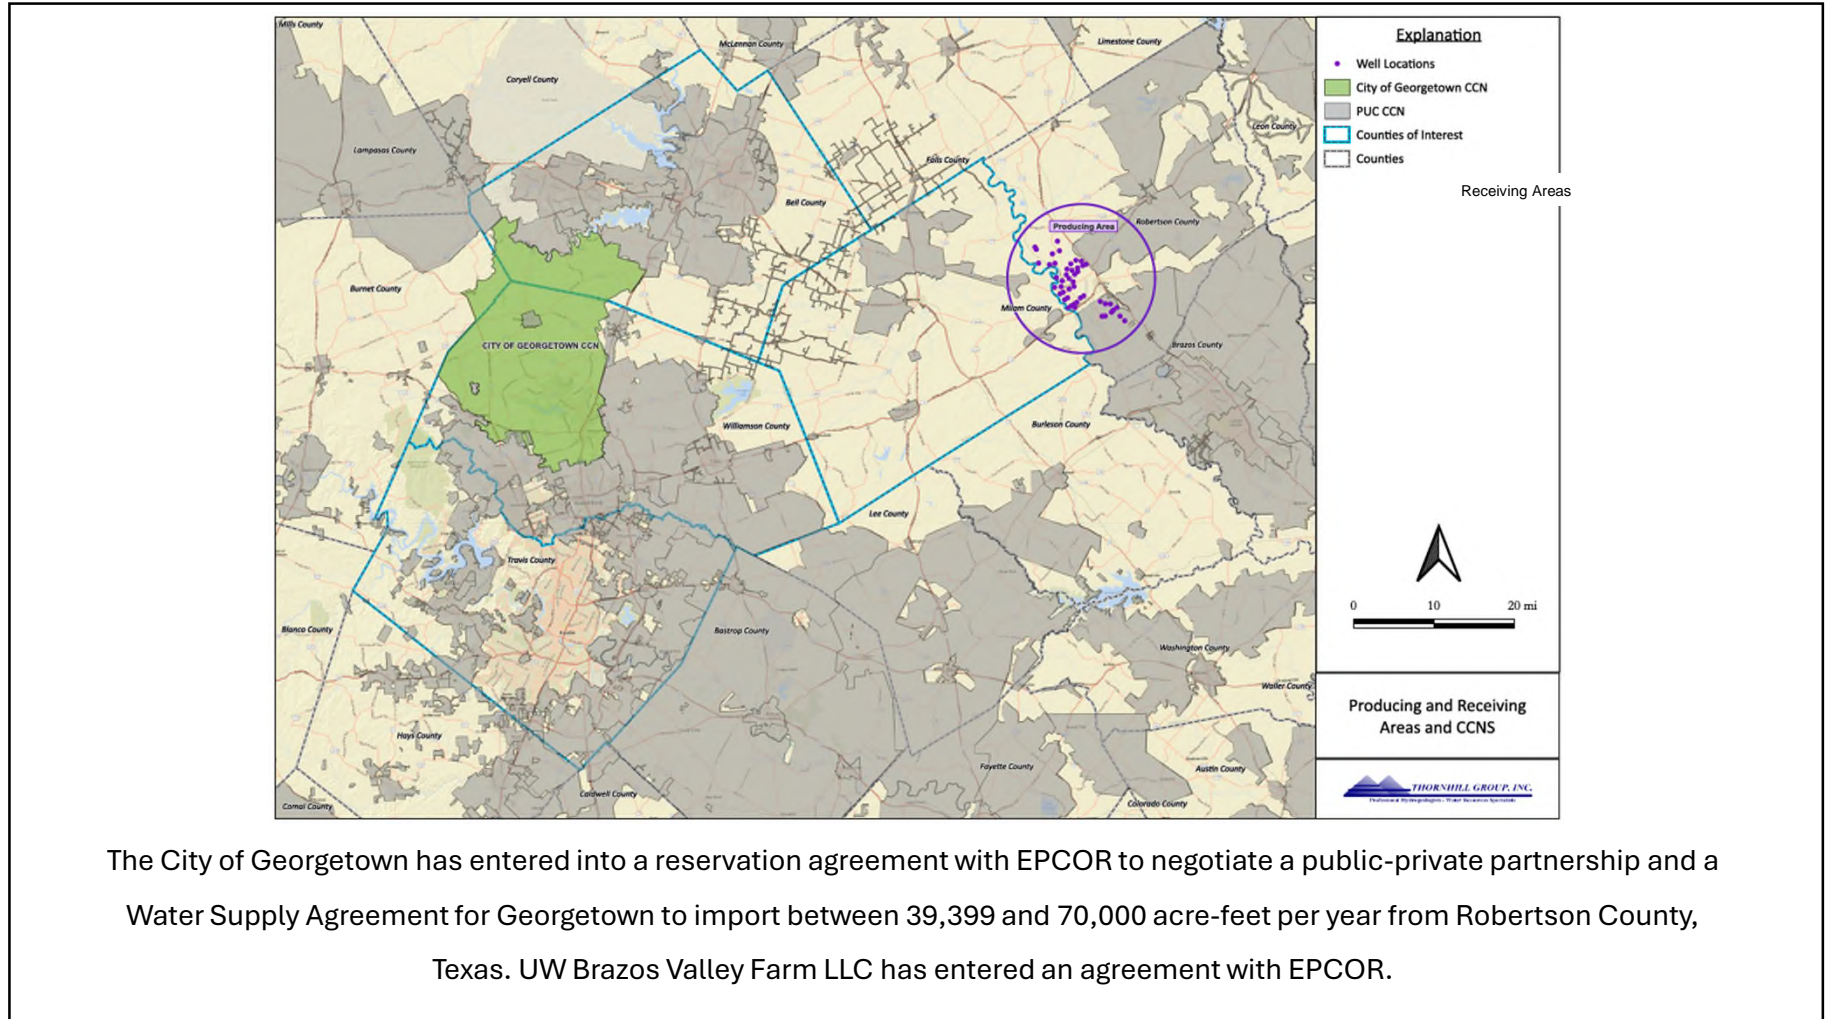 Mills County
McLennan County
Limestone County
Coryell County
Leon County
Lampasas County
Falls County
Bell County
Robertson County
Producing Area
Burnet County
Milam County
CITY OF GEORGETOWN CCN
Brazos County
Williamson County
Burleson County
Lee County
Travis County
Blanco County
Bastrop County
Washington County
Waller County
Hays County
Fayette County
Austin County
Caldwell County
Comal County
Colorado County
Explanation
Well Locations
City of Georgetown CCN
PUC CCN
Counties of Interest
Counties
Receiving Areas
0 10 20 mi
Producing and Receiving
Areas and CCNS
THORNHILL GROUP, INC.
Professional Hydrogeologists - Water Resources Specialists
The City of Georgetown has entered into a reservation agreement with EPCOR to negotiate a public-private partnership and a
Water Supply Agreement for Georgetown to import between 39,399 and 70,000 acre-feet per year from Robertson County,
Texas. UW Brazos Valley Farm LLC has entered an agreement with EPCOR.